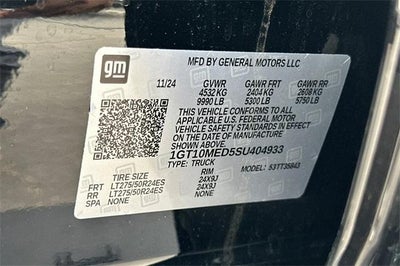 gm
MFD BY GENERAL MOTORS LLC
11/24 GVWR GAWR FRT GAWR RR
4532 KG 2404 KG 2608 KG
9990 LB 5300 LB 5750 LB
THIS VEHICLE CONFORMS TO ALL
APPLICABLE U.S. FEDERAL MOTOR
VEHICLE SAFETY STANDARDS IN EFFECT
ON THE DATE OF MANUFACTURE SHOWN ABOVE.
1GT10MED5SU404933
TYPE: TRUCK MODEL: 53TT35843
TIRE SIZE RIM
FRT LT275/50R24ES 24X9J
RR LT275/50R24ES 24X9J
SPA NONE NONE